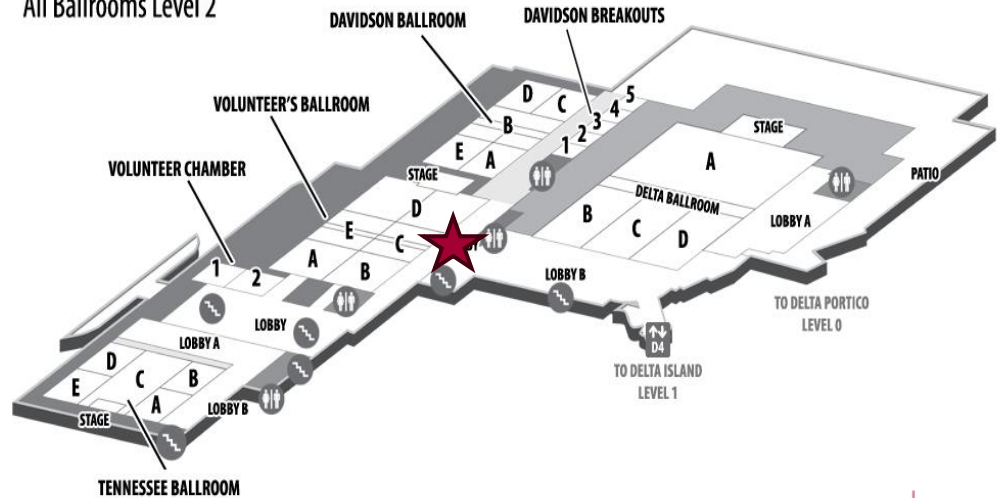 All Ballrooms Level 2
DAVIDSON BALLROOM
DAVIDSON BREAKOUTS
VOLUNTEER'S BALLROOM
VOLUNTEER CHAMBER
D
C
B
E
A
5
4
3
2
1
STAGE
D
E
C
A
B
STAGE
A
DELTA BALLROOM
B
C
D
LOBBY A
PATIO
LOBBY B
TO DELTA PORTICO
LEVEL 0
D4
TO DELTA ISLAND
LEVEL 1
1
2
LOBBY
LOBBY A
D
C
B
E
A
STAGE
LOBBY B
TENNESSEE BALLROOM